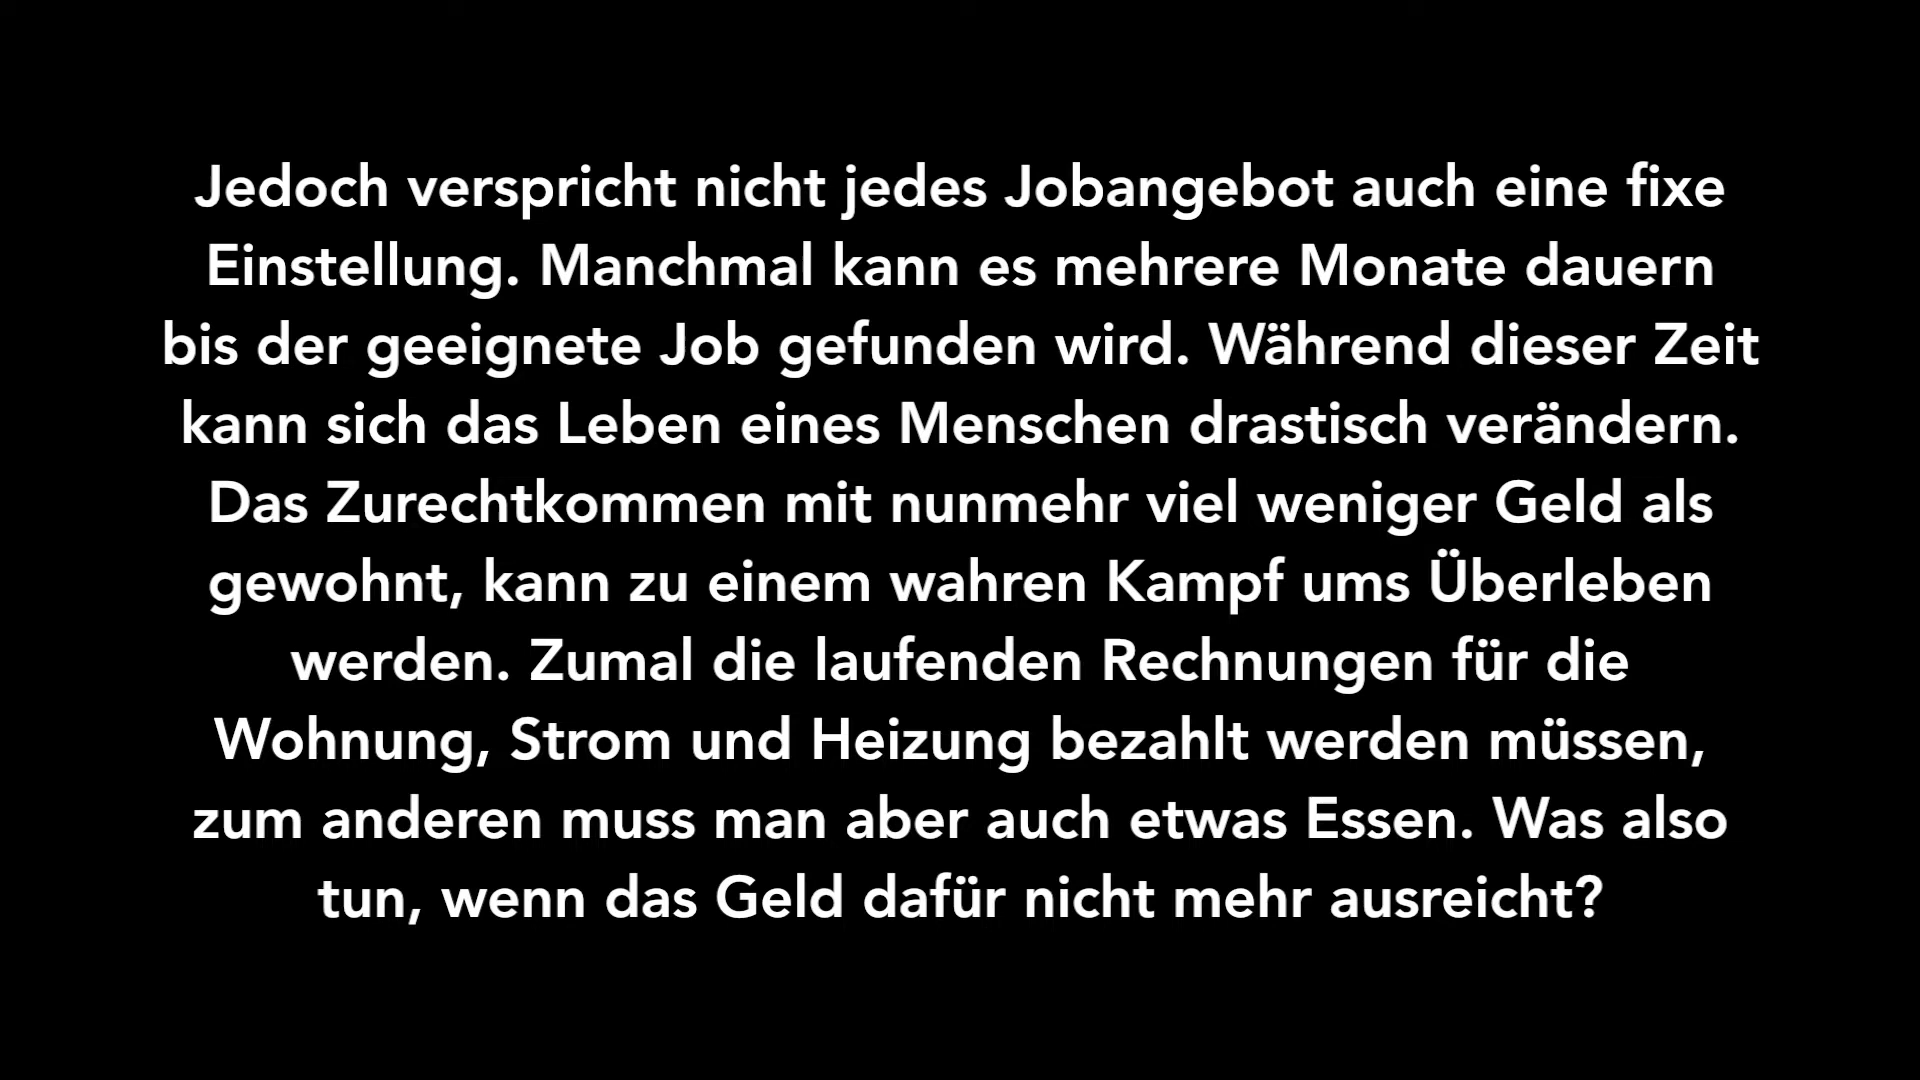 Jedoch verspricht nicht jedes Jobangebot auch eine fixe
Einstellung. Manchmal kann es mehrere Monate dauern
bis der geeignete Job gefunden wird. Während dieser Zeit
kann sich das Leben eines Menschen drastisch verändern.
Das Zurechtkommen mit nunmehr viel weniger Geld als
gewohnt, kann zu einem wahren Kampf ums Überleben
werden. Zumal die laufenden Rechnungen für die
Wohnung, Strom und Heizung bezahlt werden müssen,
zum anderen muss man aber auch etwas Essen. Was also
tun, wenn das Geld dafür nicht mehr ausreicht?